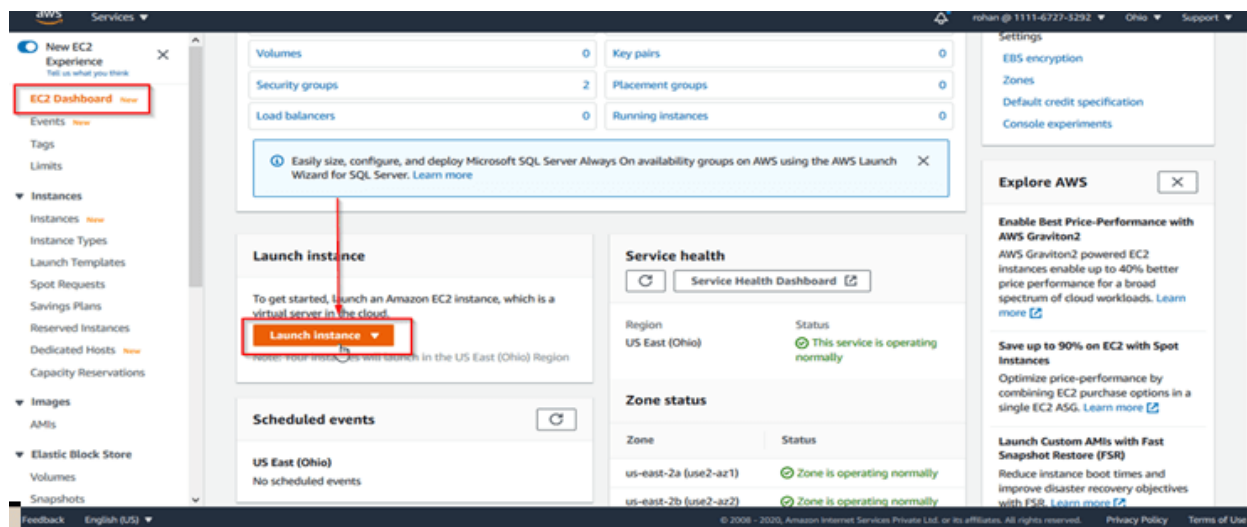 aws
Services
rohan @ 1111-6727-3292
Ohio
Support
New EC2
Experience
Tell us what you think
EC2 Dashboard New
Events New
Tags
Limits
Instances
Instances New
Instance Types
Launch Templates
Spot Requests
Savings Plans
Reserved Instances
Dedicated Hosts New
Capacity Reservations
Images
AMIs
Elastic Block Store
Volumes
Snapshots
Volumes 0
Key pairs 0
Security groups 2
Placement groups 0
Load balancers 0
Running instances 0
Easily size, configure, and deploy Microsoft SQL Server Always On availability groups on AWS using the AWS Launch
Wizard for SQL Server. Learn more
Launch instance
To get started, launch an Amazon EC2 instance, which is a
virtual server in the cloud.
Launch instance
Note: Your instances will launch in the US East (Ohio) Region
Scheduled events
US East (Ohio)
No scheduled events
Service health
Service Health Dashboard
Region
Status
US East (Ohio)
This service is operating
normally
Zone status
Zone
Status
us-east-2a (use2-az1)
Zone is operating normally
us-east-2b (use2-az2)
Zone is operating normally
Settings
EBS encryption
Zones
Default credit specification
Console experiments
Explore AWS
Enable Best Price-Performance with
AWS Graviton2
AWS Graviton2 powered EC2
instances enable up to 40% better
price performance for a broad
spectrum of cloud workloads. Learn
more
Save up to 90% on EC2 with Spot
Instances
Optimize price-performance by
combining EC2 purchase options in a
single EC2 ASG. Learn more
Launch Custom AMIs with Fast
Snapshot Restore (FSR)
Reduce instance boot times and
improve disaster recovery objectives
with FSR. Learn more
Feedback
English (US)
© 2008 - 2020, Amazon Internet Services Private Ltd. or its affiliates. All rights reserved.
Privacy Policy
Terms of Use